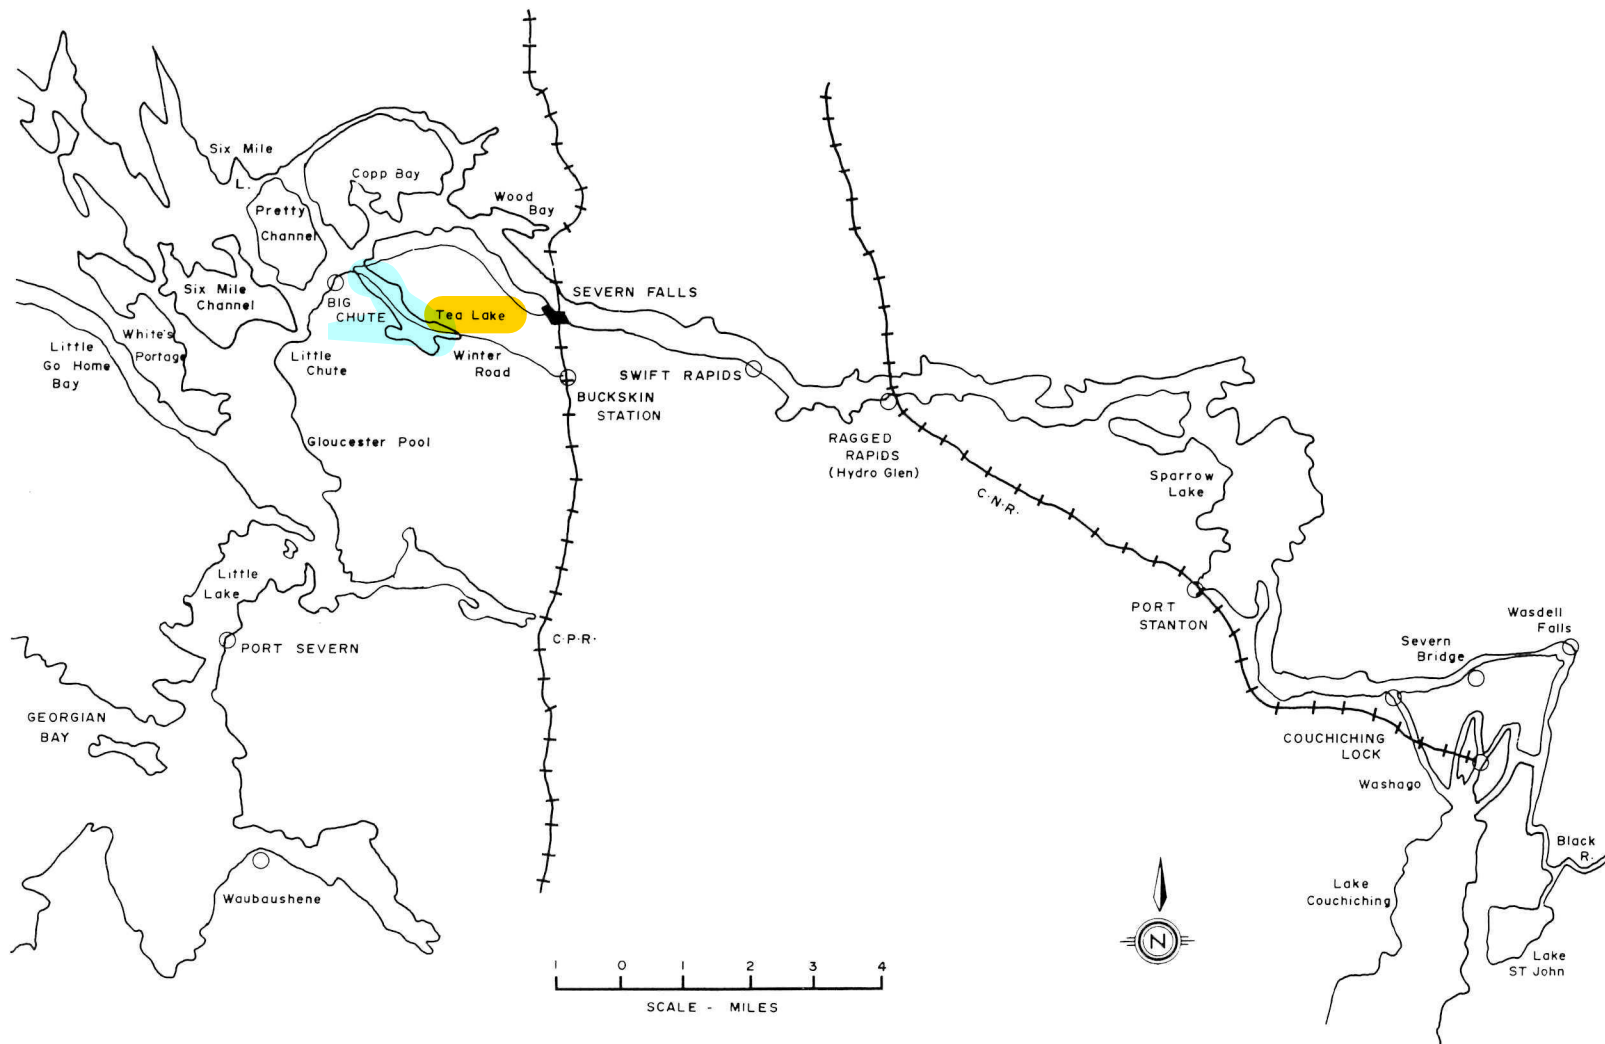 Six Mile
L.
Copp Bay
Wood
Bay
Pretty
Channel
Six Mile
Channel
BIG
CHUTE
Tea Lake
SEVERN FALLS
White's
Portage
Little
Go Home
Bay
Little
Chute
Winter
Road
SWIFT RAPIDS
BUCKSKIN
STATION
Gloucester Pool
RAGGED
RAPIDS
(Hydro Glen)
Sparrow
Lake
C.N.R.
Little
Lake
PORT SEVERN
C.P.R.
PORT
STANTON
Wasdell
Falls
Severn
Bridge
GEORGIAN
BAY
COUCHICHING
LOCK
Washago
Black
R.
Waubaushene
Lake
Couchiching
N
Lake
ST John
1 0 1 2 3 4
SCALE - MILES